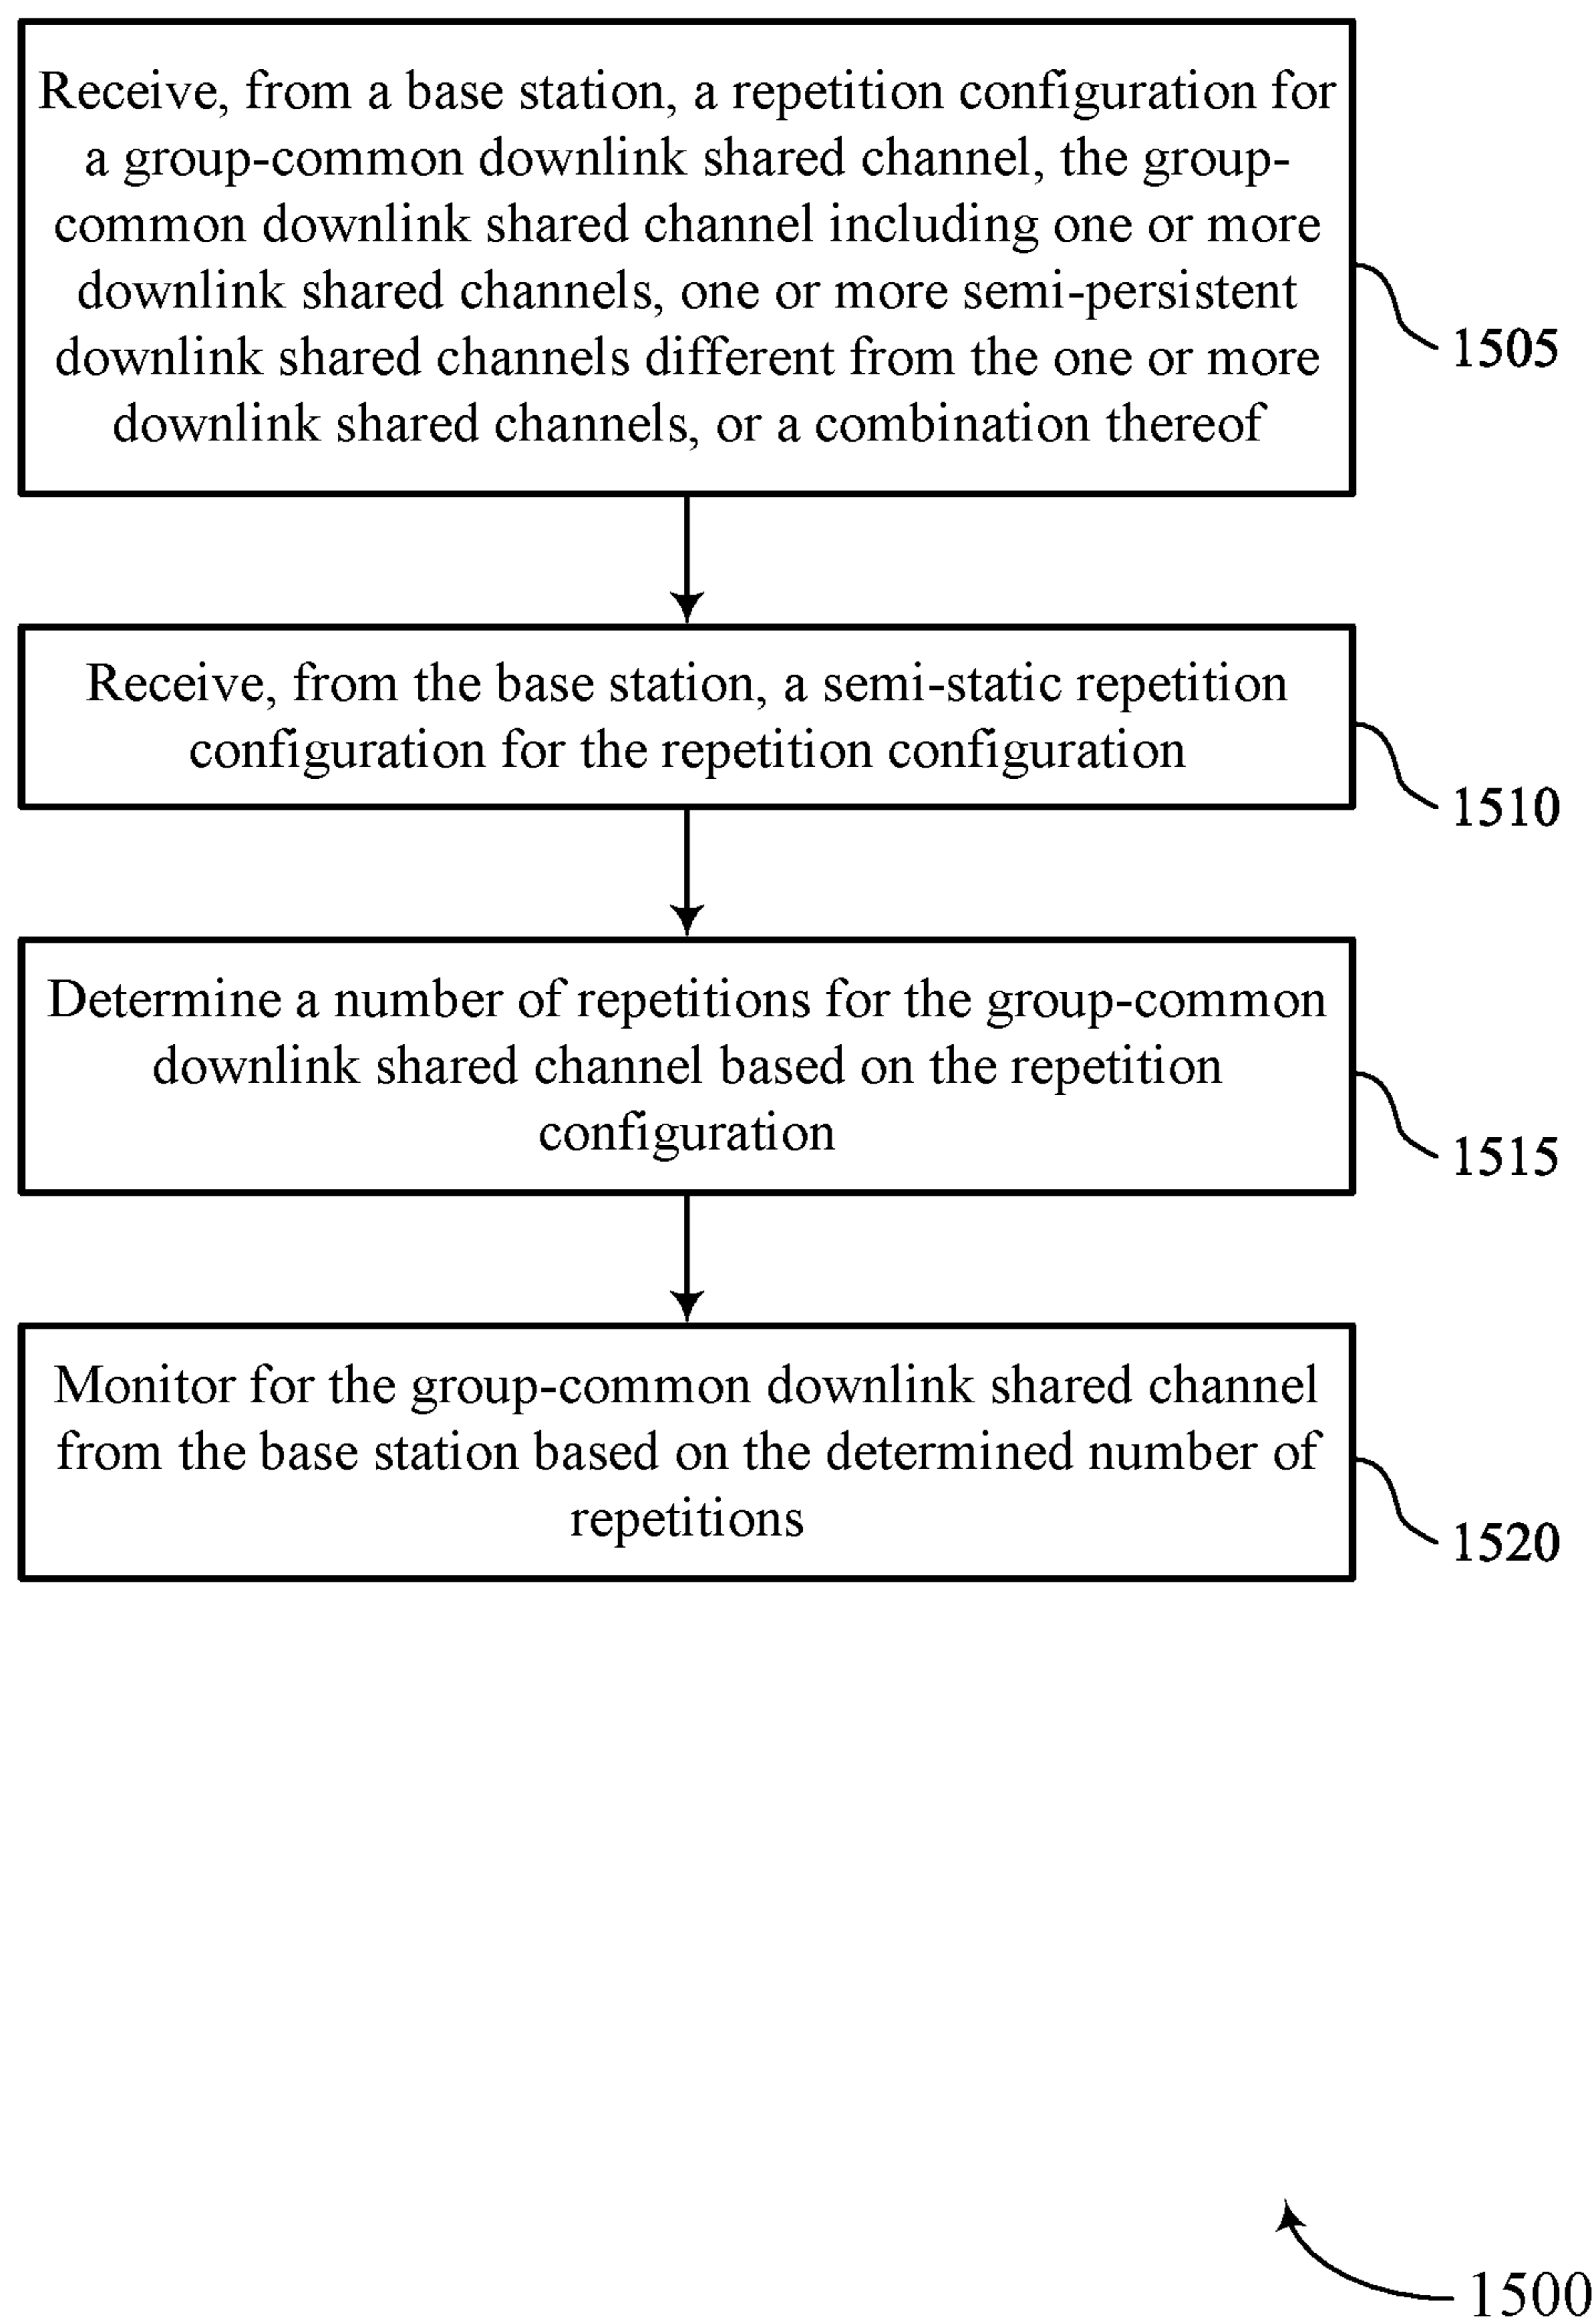 Receive, from a base station, a repetition configuration for
a group-common downlink shared channel, the group-
common downlink shared channel including one or more
downlink shared channels, one or more semi-persistent
downlink shared channels different from the one or more
downlink shared channels, or a combination thereof
1505
Receive, from the base station, a semi-static repetition
configuration for the repetition configuration
1510
Determine a number of repetitions for the group-common
downlink shared channel based on the repetition
configuration
1515
Monitor for the group-common downlink shared channel
from the base station based on the determined number of
repetitions
1520
1500